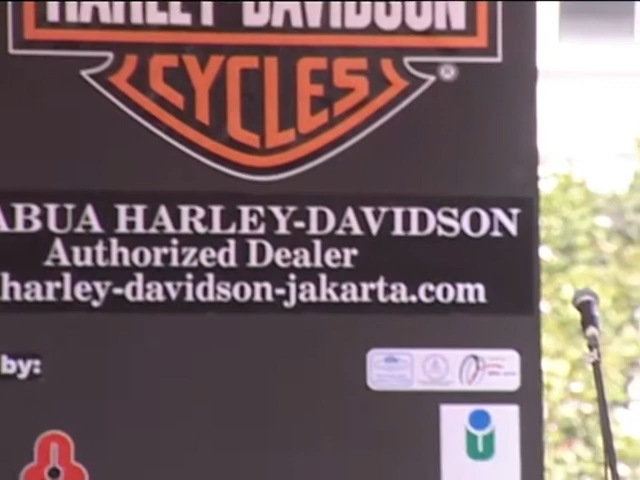 HARLEY-DAVIDSON
CYCLES
®
ABUA HARLEY-DAVIDSON
Authorized Dealer
harley-davidson-jakarta.com
by: